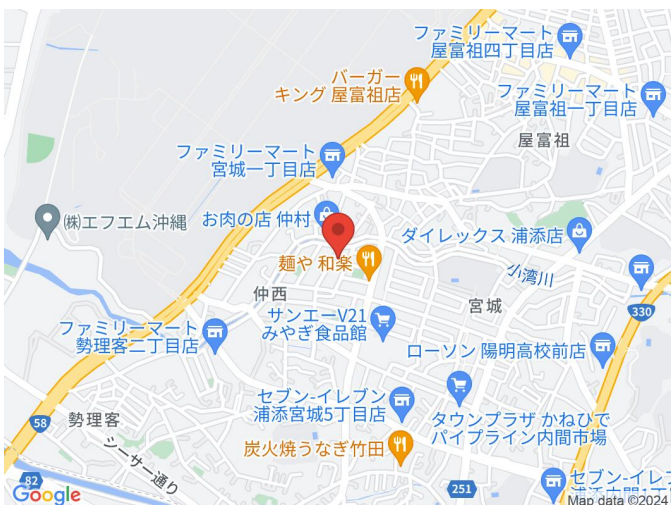 ファミリーマート
屋富祖四丁目店
バーガー
キング 屋富祖店
ファミリーマート
屋富祖一丁目店
屋富祖
ファミリーマート
宮城一丁目店
㈱エフエム沖縄
お肉の店 仲村
ダイレックス 浦添店
麺や 和楽
小湾川
仲西
宮城
330
サンエーV21
みやぎ食品館
ファミリーマート
勢理客二丁目店
ローソン 陽明高校前店
セブン-イレブン
浦添宮城5丁目店
タウンプラザ かねひで
パイプライン内間市場
勢理客
58
シーサー通り
炭火焼うなぎ竹田
82
251
セブン-イレ
Google
Map data ©2024